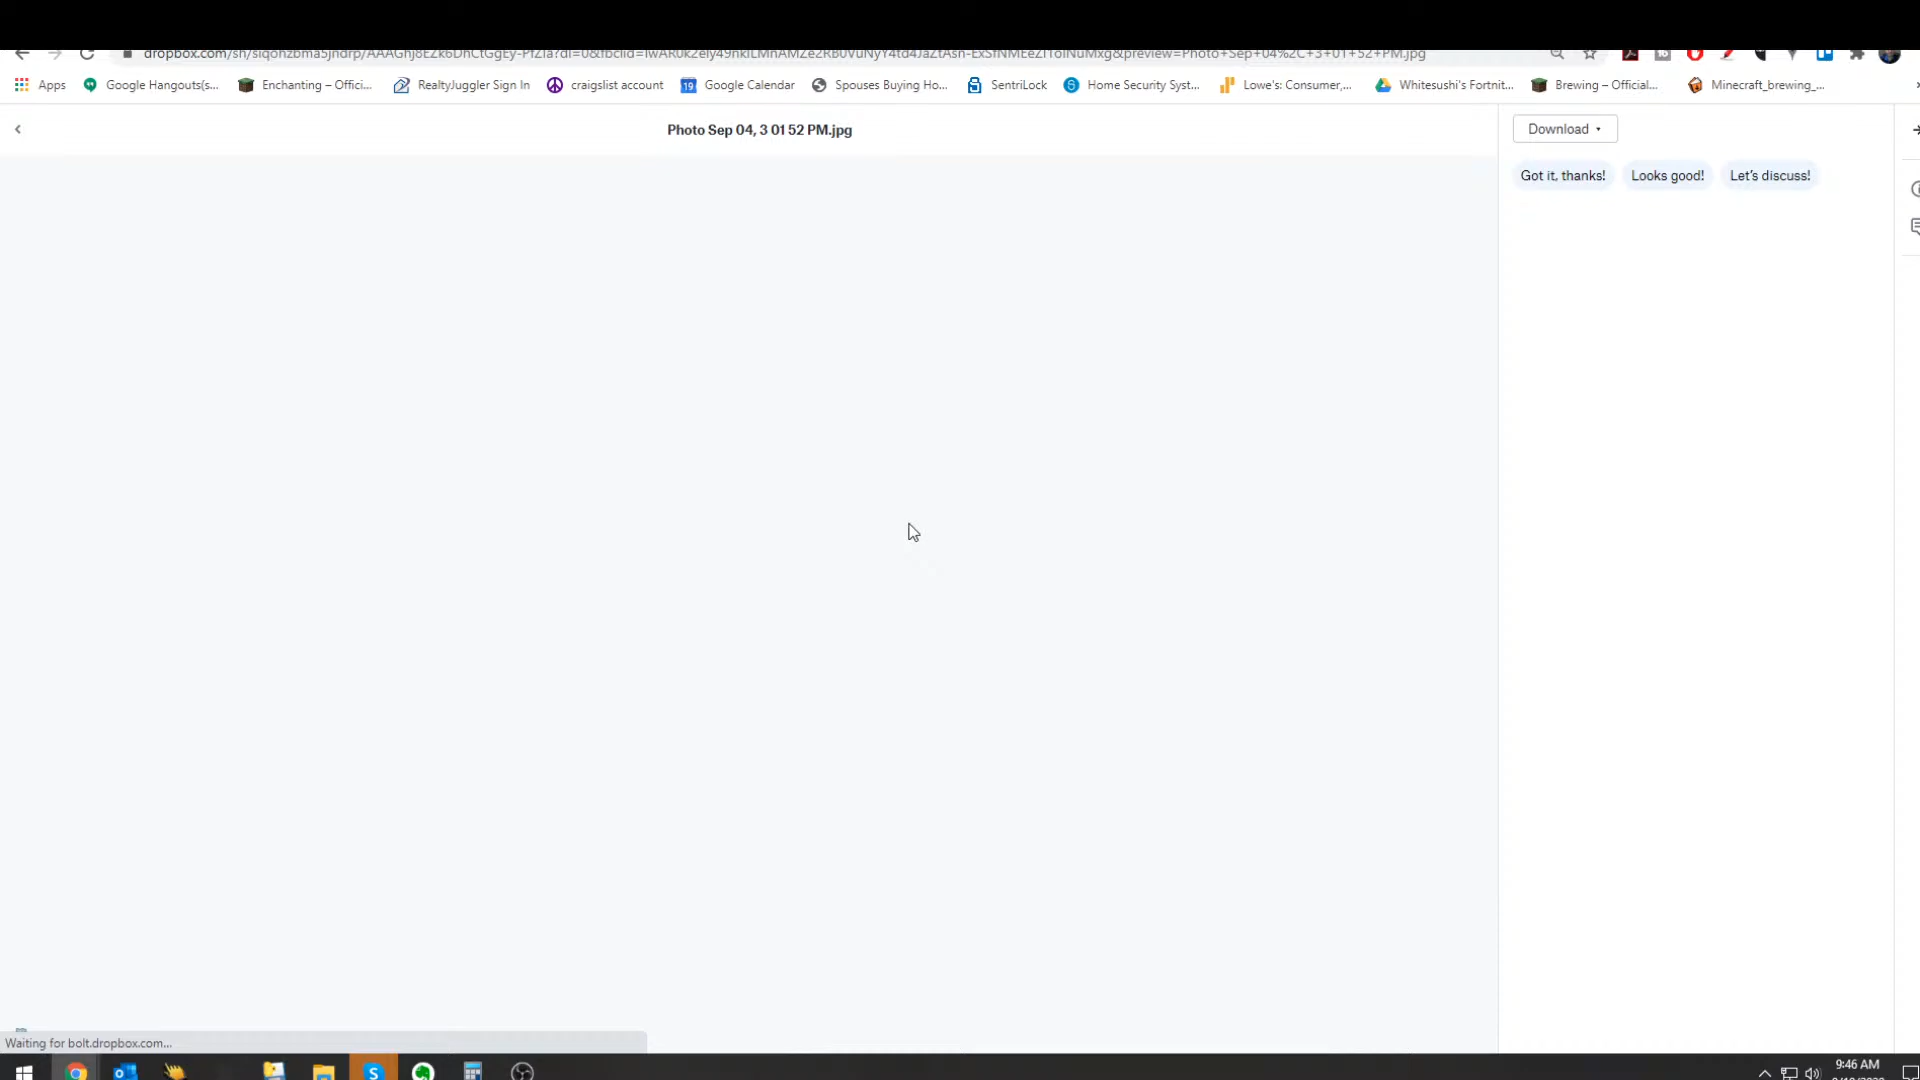 Apps Google Hangouts(s... Enchanting – Offici... RealtyJuggler Sign In craigslist account 19 Google Calendar Spouses Buying Ho... SentriLock Home Security Syst... Lowe's: Consumer,... Whitesushi's Fortnit... Brewing – Official... Minecraft_brewing_...
Photo Sep 04, 3 01 52 PM.jpg
Download
Got it, thanks! Looks good! Let's discuss!
Waiting for bolt.dropbox.com...
9:46 AM